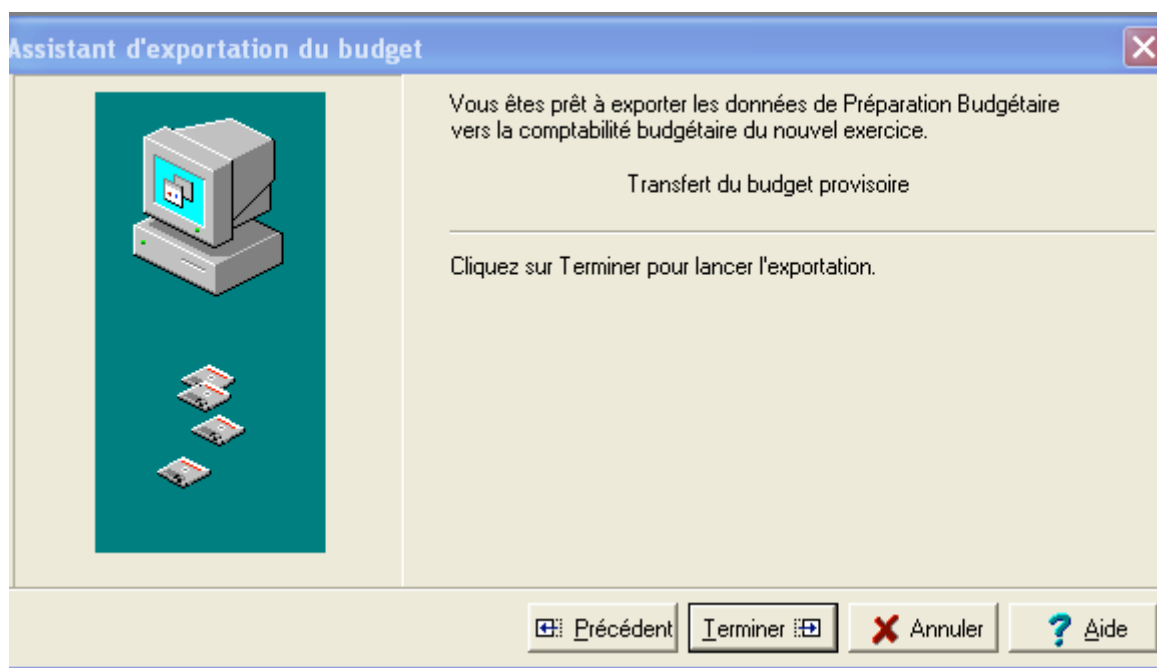 Assistant d'exportation du budget
Vous êtes prêt à exporter les données de Préparation Budgétaire
vers la comptabilité budgétaire du nouvel exercice.
Transfert du budget provisoire
Cliquez sur Terminer pour lancer l'exportation.
Précédent Terminer Annuler ? Aide